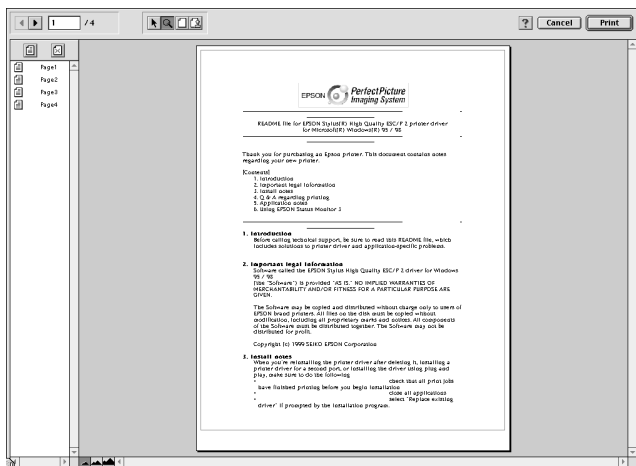 1 / 4
? Cancel Print
Page1
Page2
Page3
Page4
EPSON PerfectPicture
Imaging System
README file for EPSON Stylus(R) High Quality ESC/P 2 printer driver
for Microsoft(R) Windows(R) 95 / 98
Thank you for purchasing an Epson printer. This document contains notes
regarding your new printer.
[Contents]
1. Introduction
2. Important legal information
3. Install notes
4. Q & A regarding printing
5. Application notes
6. Using EPSON Status Monitor 3
1. Introduction
Before calling technical support, be sure to read this README file, which
includes solutions to printer driver and application-specific problems.
2. Important legal information
Software called the EPSON Stylus High Quality ESC/P 2 driver for Windows
95 / 98
(the "Software") is provided "AS IS." NO IMPLIED WARRANTIES OF
MERCHANTABILITY AND/OR FITNESS FOR A PARTICULAR PURPOSE ARE
GIVEN.
The Software may be copied and distributed without charge only to users of
EPSON brand printers. All files on the disk must be copied without
modification, including all proprietary marks and notices. All components
of the Software must be distributed together. The Software may not be
distributed for profit.
Copyright (c) 1999 SEIKO EPSON Corporation
3. Install notes
When you're reinstalling the printer driver after deleting it, installing a
printer driver for a second port, or installing the driver using plug and
play, make sure to do the following
* check that all print jobs
have finished printing before you begin installation
* close all applications
* select "Replace existing
driver" if prompted by the installation program.